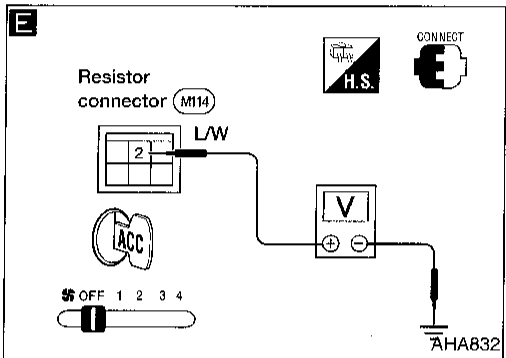 E
CONNECT
H.S.
Resistor
connector M114
L/W
2
V
+ −
ACC
OFF 1 2 3 4
AHA832